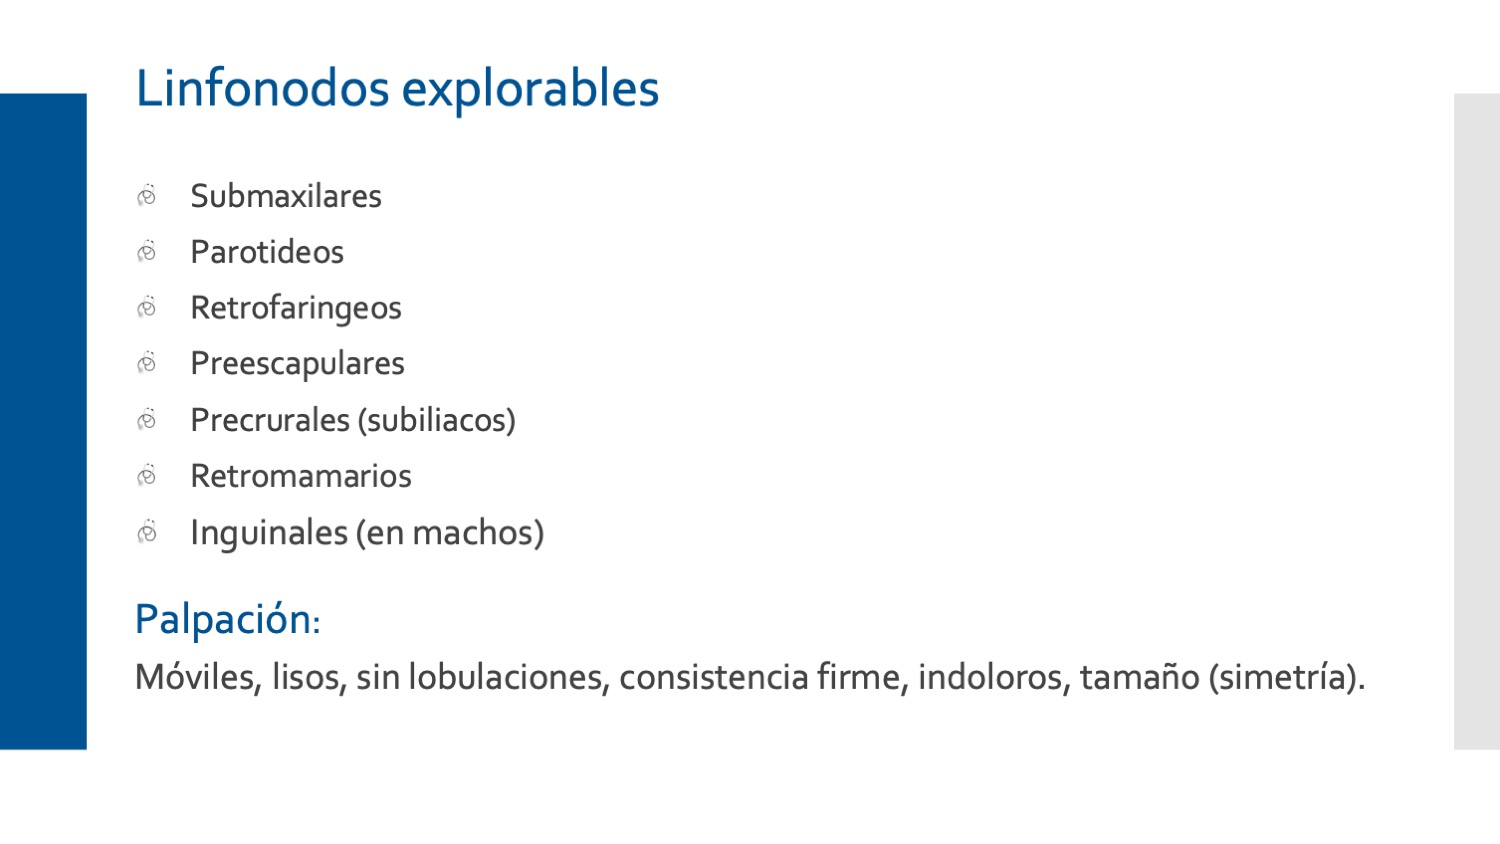 Linfonodos explorables
Submaxilares
Parotideos
Retrofaringeos
Preescapulares
Precrurales (subiliacos)
Retromamarios
Inguinales (en machos)
Palpación:
Móviles, lisos, sin lobulaciones, consistencia firme, indoloros, tamaño (simetría).